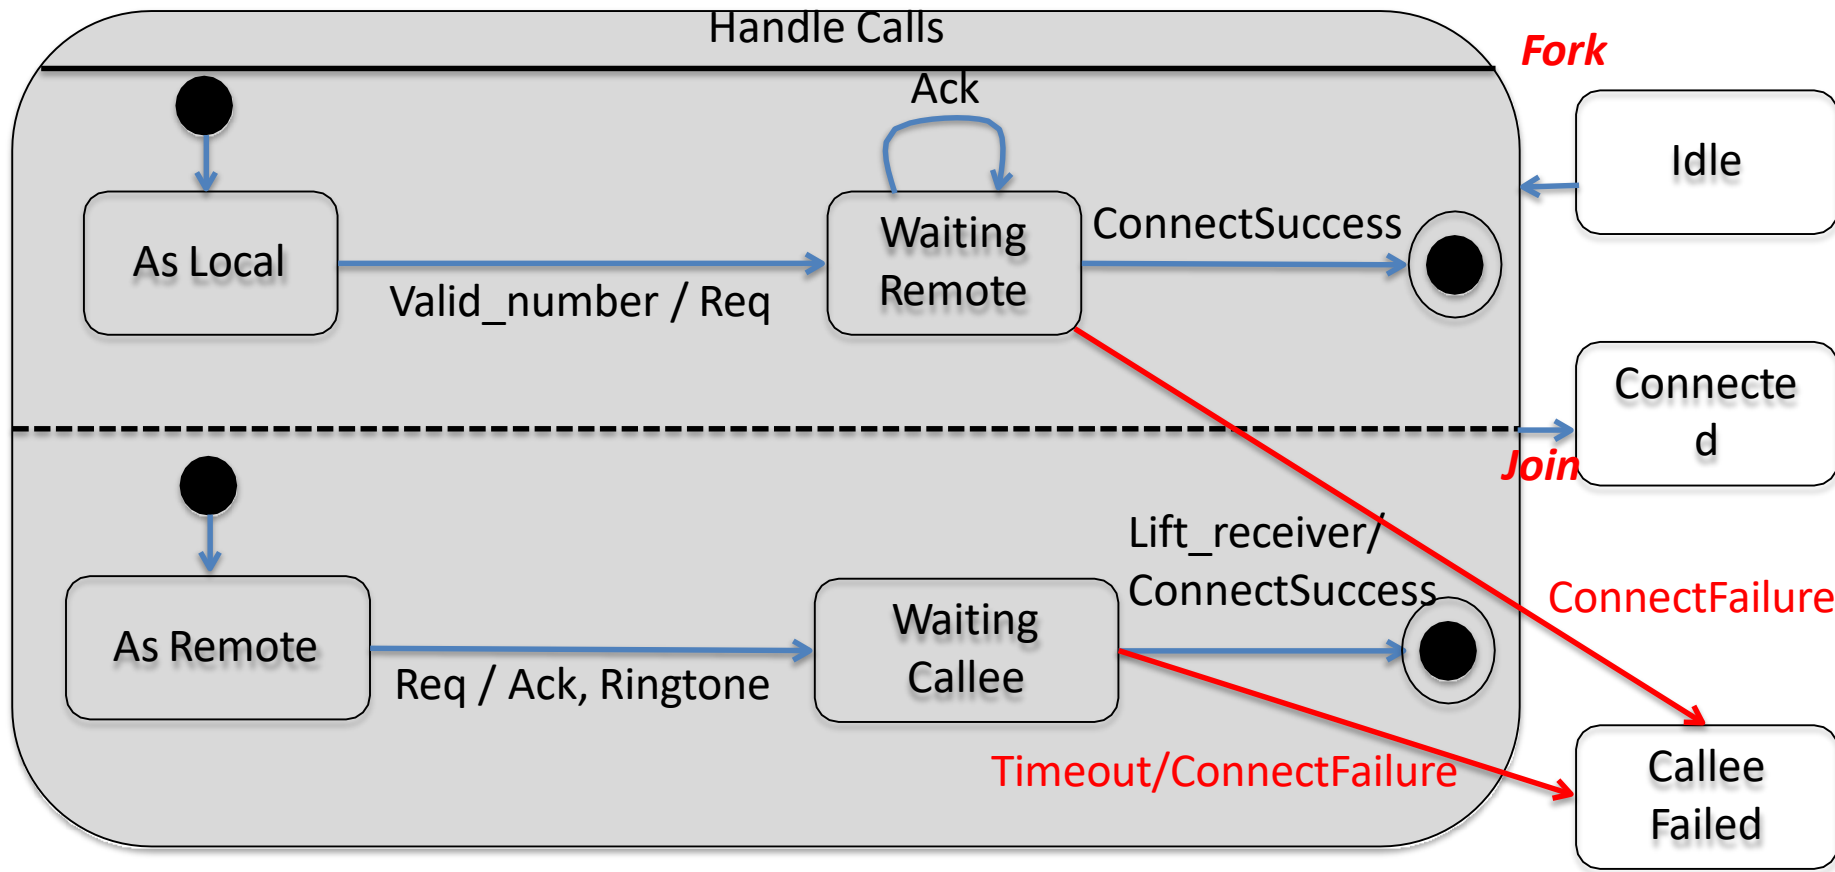 Handle Calls
Fork
Ack
Idle
As Local
Waiting
Remote
ConnectSuccess
Valid_number / Req
Connecte
d
Join
Lift_receiver/
ConnectSuccess
ConnectFailure
As Remote
Waiting
Callee
Req / Ack, Ringtone
Timeout/ConnectFailure
Callee
Failed